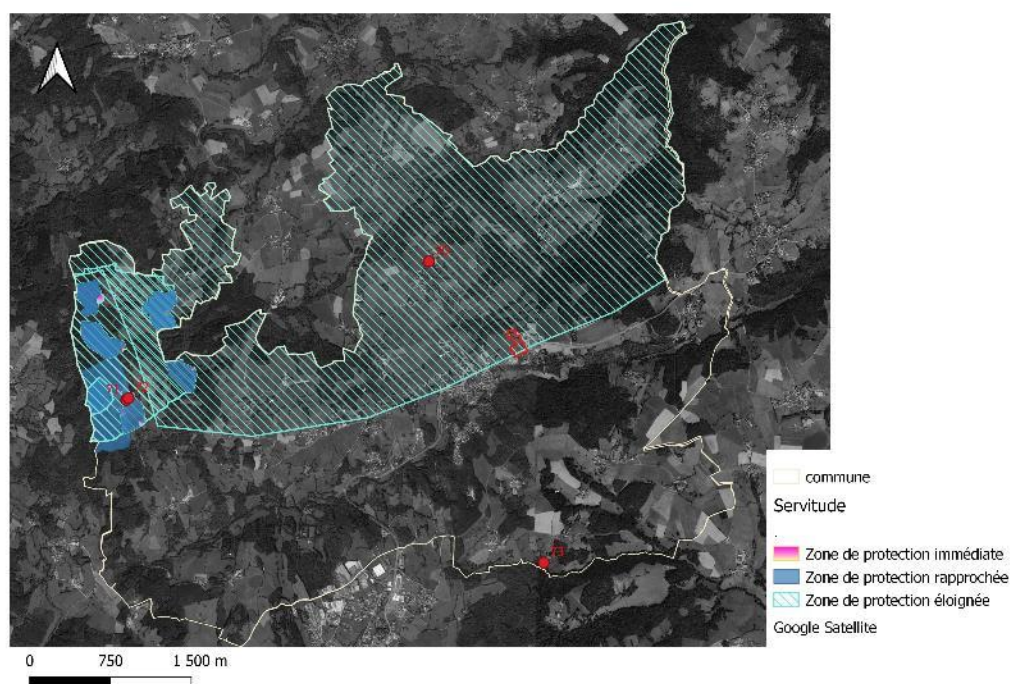 commune
Servitude
.
Zone de protection immédiate
Zone de protection rapprochée
Zone de protection éloignée
Google Satellite
0 750 1 500 m